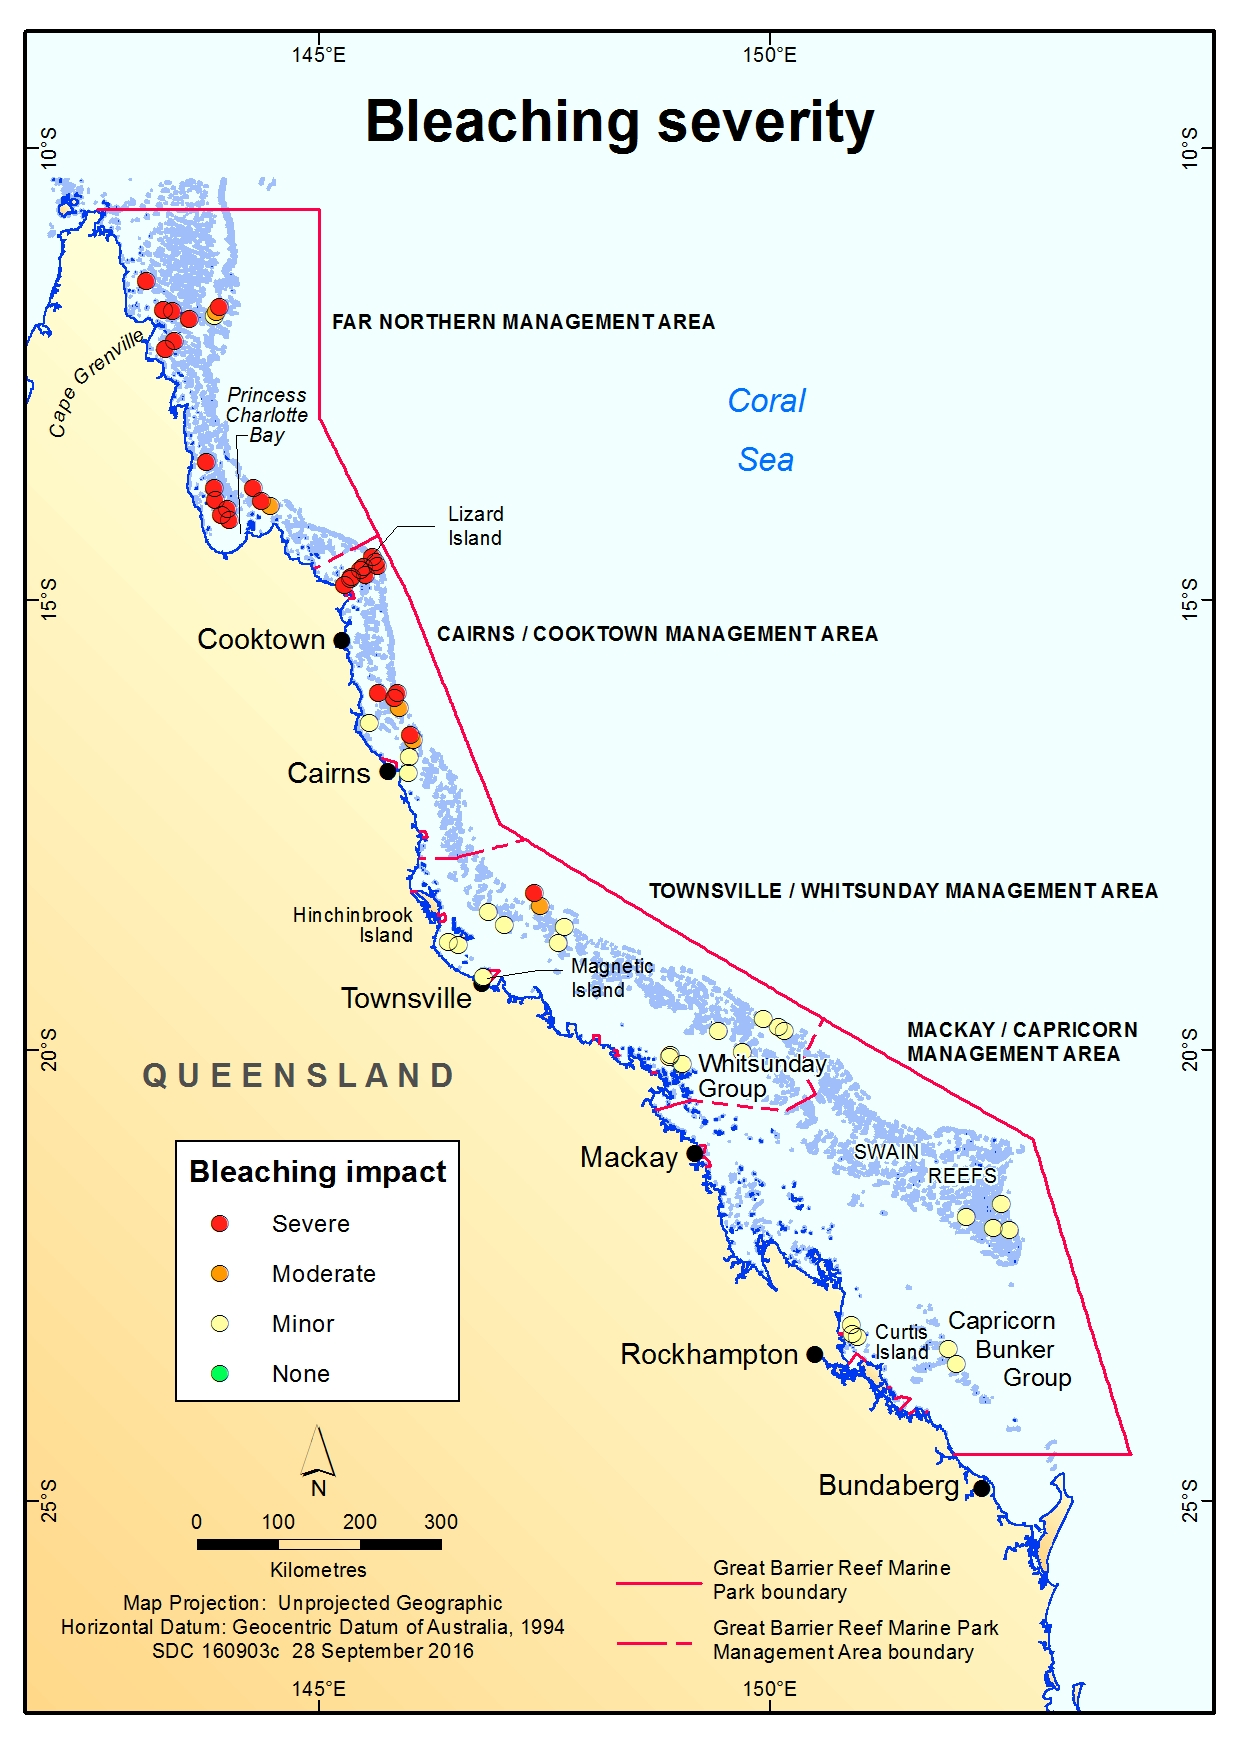 145°E
150°E
Bleaching severity
10°S
10°S
FAR NORTHERN MANAGEMENT AREA
Cape Grenville
Princess
Charlotte
Bay
Coral
Sea
Lizard
Island
15°S
15°S
Cooktown
CAIRNS / COOKTOWN MANAGEMENT AREA
Cairns
TOWNSVILLE / WHITSUNDAY MANAGEMENT AREA
Hinchinbrook
Island
Magnetic
Island
Townsville
MACKAY / CAPRICORN
MANAGEMENT AREA
20°S
20°S
QUEENSLAND
Whitsunday
Group
Mackay
SWAIN
REEFS
Bleaching impact
Severe
Moderate
Minor
None
Capricorn
Bunker
Group
Curtis
Island
Rockhampton
Bundaberg
25°S
25°S
N
0 100 200 300
Kilometres
Map Projection: Unprojected Geographic
Horizontal Datum: Geocentric Datum of Australia, 1994
SDC 160903c 28 September 2016
Great Barrier Reef Marine
Park boundary
Great Barrier Reef Marine Park
Management Area boundary
145°E
150°E